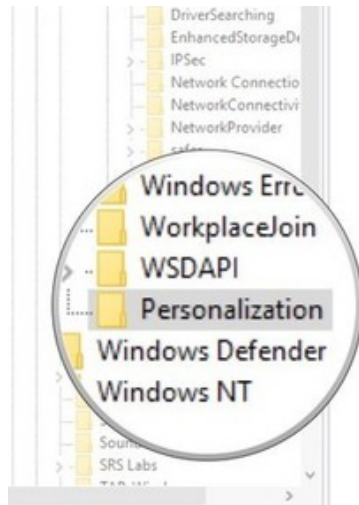 DriverSearching
EnhancedStorageDe
IPSec
Network Connectio
NetworkConnectivi
NetworkProvider
safer
Windows Erro
WorkplaceJoin
WSDAPI
Personalization
Windows Defender
Windows NT
Soun
SRS Labs